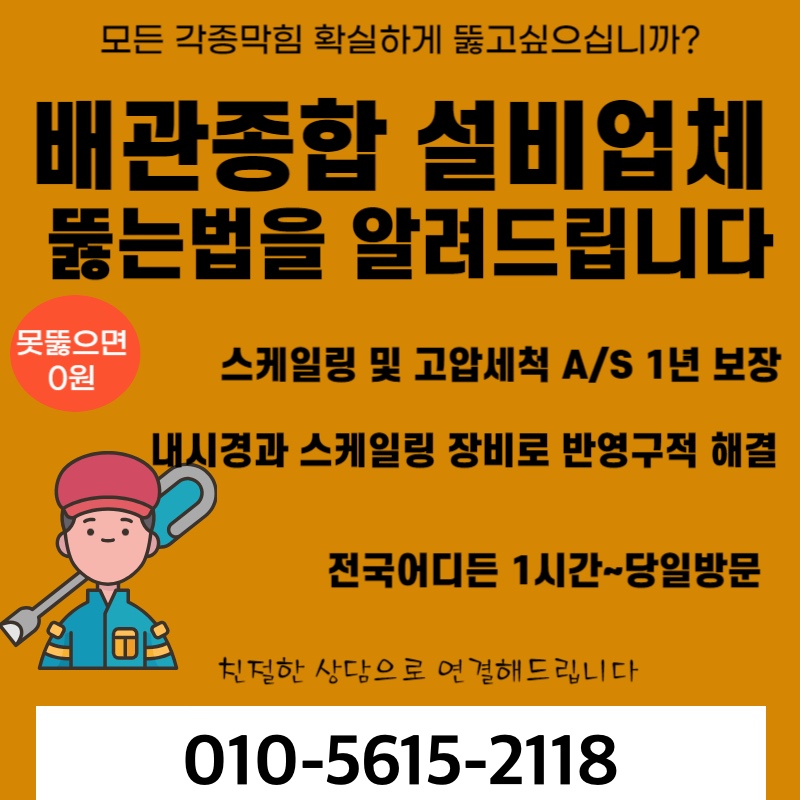 모든 각종막힘 확실하게 뚫고싶으십니까?
배관종합 설비업체
뚫는법을 알려드립니다
못뚫으면
0원
스케일링 및 고압세척 A/S 1년 보장
내시경과 스케일링 장비로 반영구적 해결
전국어디든 1시간~당일방문
친절한 상담으로 연결해드립니다
010-5615-2118